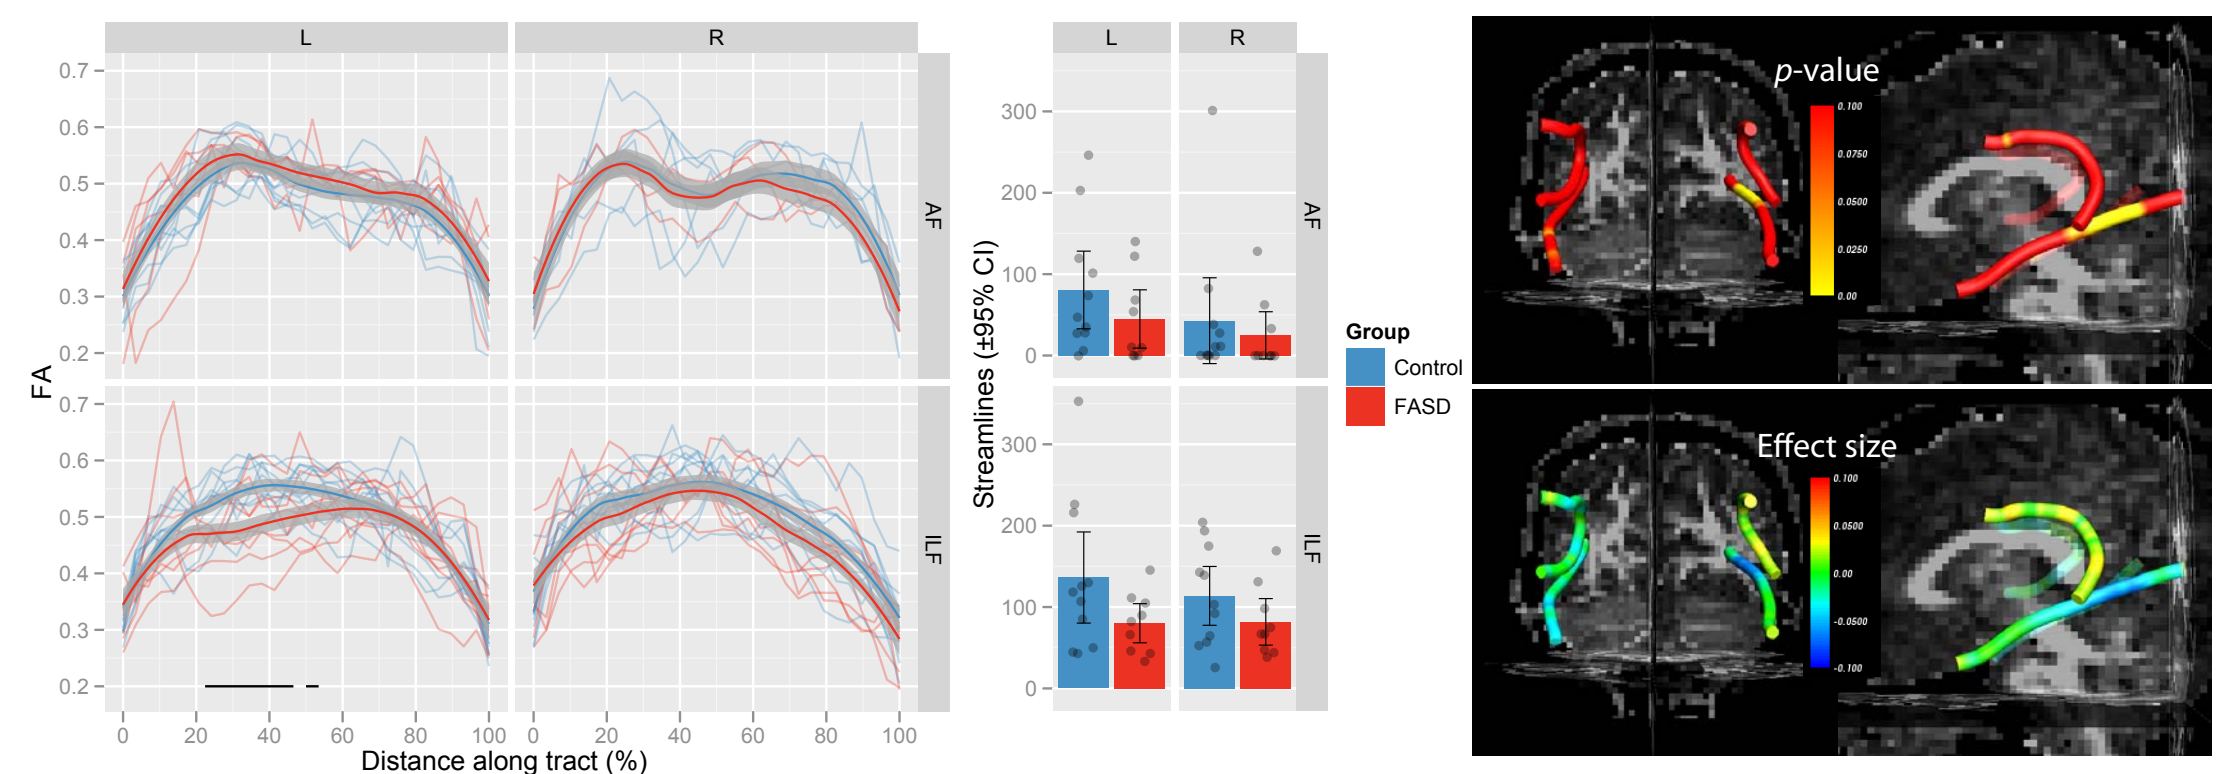 L
R
0.7
0.6
0.5
0.4
0.3
0.2
AF
0.7
0.6
0.5
0.4
0.3
0.2
ILF
FA
0 20 40 60 80 100
0 20 40 60 80 100
Distance along tract (%)
L
R
300
200
100
0
AF
300
200
100
0
ILF
Streamlines (±95% CI)
Group
Control
FASD
p-value
0.100
0.0750
0.0500
0.0250
0.00
Effect size
0.100
0.0500
0.00
-0.0500
-0.100